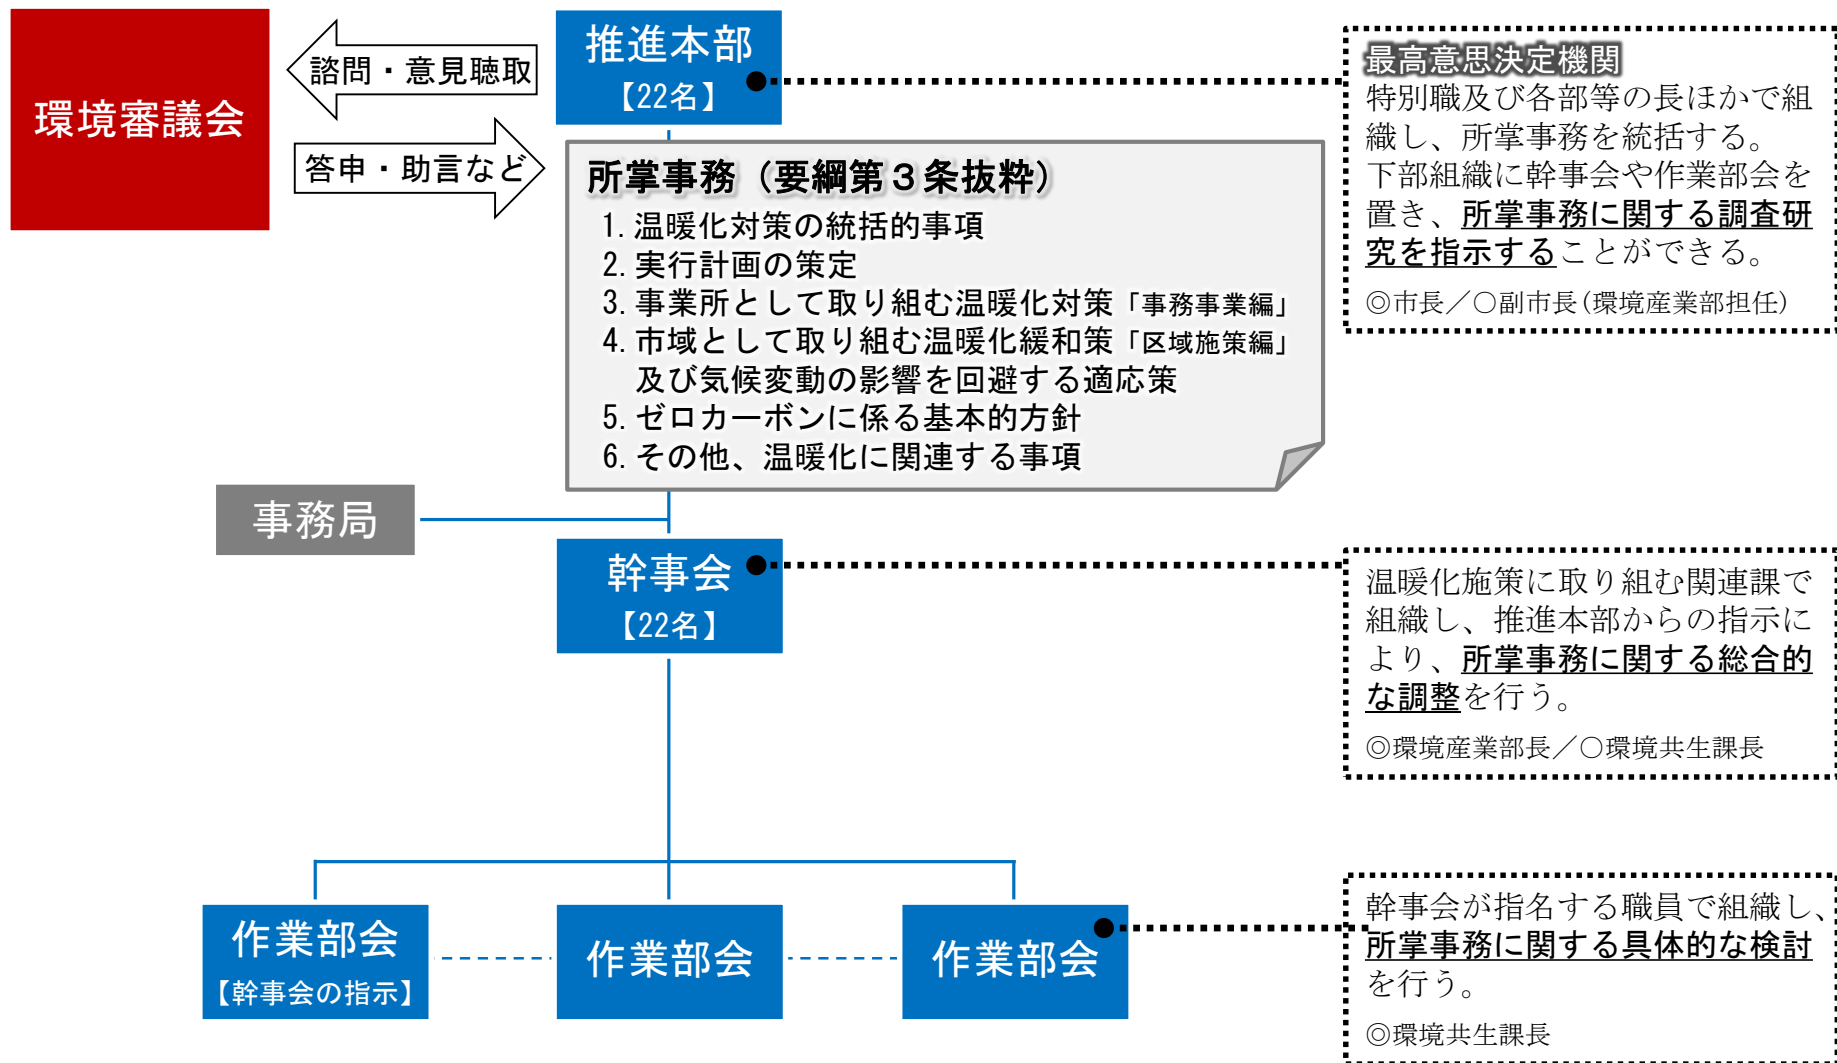 環境審議会
諮問・意見聴取
答申・助言など
推進本部
【22名】
所掌事務（要綱第３条抜粋）
1. 温暖化対策の統括的事項
2. 実行計画の策定
3. 事業所として取り組む温暖化対策「事務事業編」
4. 市域として取り組む温暖化緩和策「区域施策編」
及び気候変動の影響を回避する適応策
5. ゼロカーボンに係る基本的方針
6. その他、温暖化に関連する事項
最高意思決定機関
特別職及び各部等の長ほかで組
織し、所掌事務を統括する。
下部組織に幹事会や作業部会を
置き、所掌事務に関する調査研
究を指示することができる。
◎市長／○副市長(環境産業部担任)
事務局
幹事会
【22名】
温暖化施策に取り組む関連課で
組織し、推進本部からの指示に
より、所掌事務に関する総合的
な調整を行う。
◎環境産業部長／○環境共生課長
作業部会
【幹事会の指示】
作業部会
作業部会
幹事会が指名する職員で組織し、
所掌事務に関する具体的な検討
を行う。
◎環境共生課長